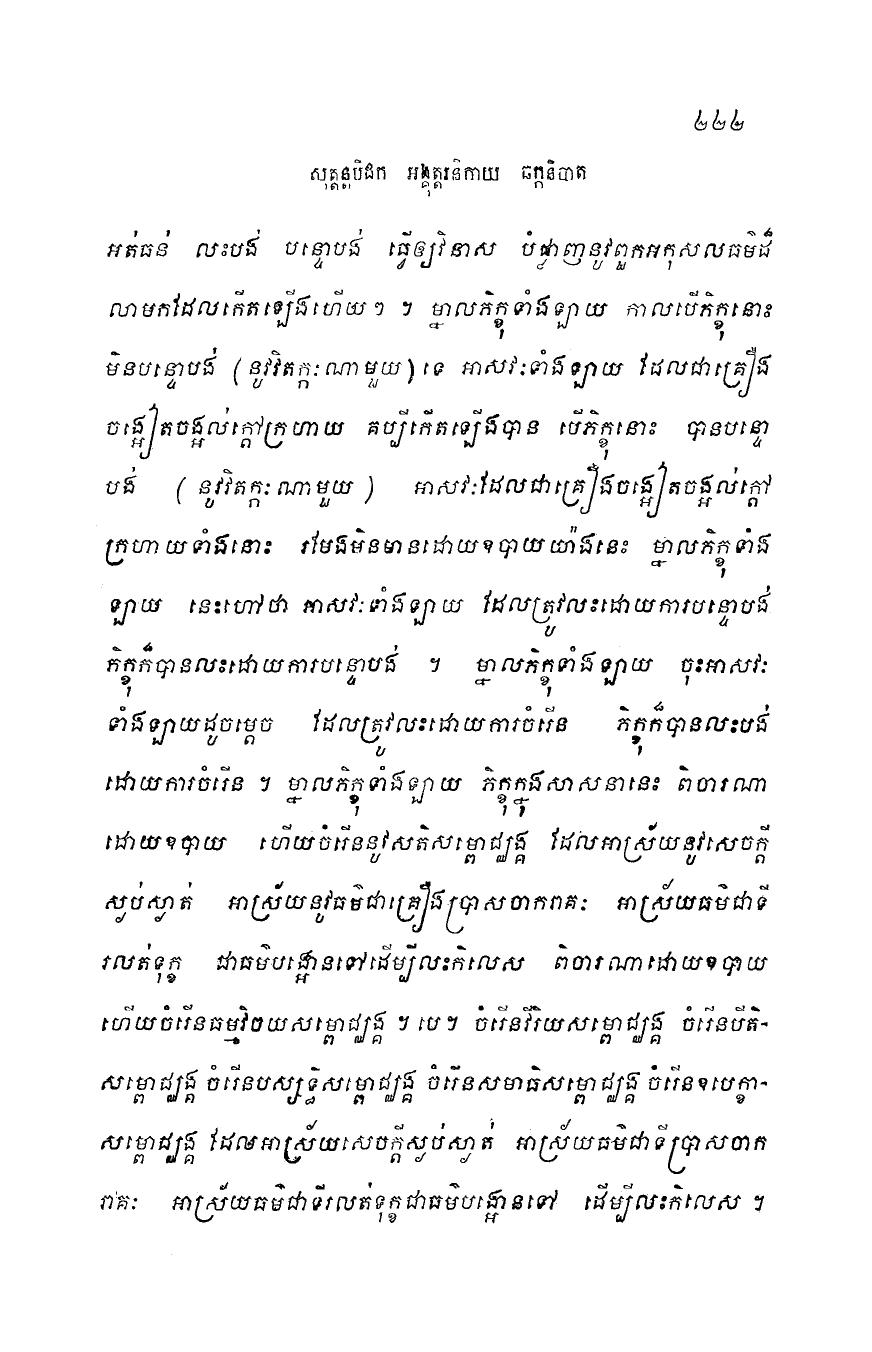 ២២២
សុត្តន្តបិដក អង្គុត្តរនិកាយ ឆក្កនិបាត
អត់ធន់ លះបង់ បន្ទោបង់ ធ្វើឲ្យវិនាស បំផ្លាញនូវពួកអកុសលធម៌ដ៏
លាមកដែលកើតឡើងហើយៗ ។ ម្នាលភិក្ខុទាំងឡាយ កាលបើភិក្ខុនោះ
មិនបន្ទោបង់ (នូវវិតក្កៈណាមួយ) ទេ អាសវៈទាំងឡាយ ដែលជាគ្រឿង
ចង្អៀតចង្អល់ក្តៅក្រហាយ គប្បីកើតឡើងបាន បើភិក្ខុនោះ បានបន្ទោ
បង់ (នូវវិតក្កៈណាមួយ) អាសវៈដែលជាគ្រឿងចង្អៀតចង្អល់ក្តៅ
ក្រហាយទាំងនោះ រមែងមិនមានដោយឧបាយយ៉ាងនេះ ម្នាលភិក្ខុទាំង
ឡាយ នេះហៅថា អាសវៈទាំងឡាយ ដែលត្រូវលះដោយការបន្ទោបង់
ភិក្ខុក៏បានលះដោយការបន្ទោបង់ ។ ម្នាលភិក្ខុទាំងឡាយ ចុះអាសវៈ
ទាំងឡាយដូចម្តេច ដែលត្រូវលះដោយការចំរើន ភិក្ខុក៏បានលះបង់
ដោយការចំរើន ។ ម្នាលភិក្ខុទាំងឡាយ ភិក្ខុក្នុងសាសនានេះ ពិចារណា
ដោយឧបាយ ហើយចំរើននូវសតិសម្ពោជ្ឈង្គ ដែលអាស្រ័យនូវសេចក្តី
ស្ងប់ស្ងាត់ អាស្រ័យនូវធម៌ជាគ្រឿងប្រាសចាករាគៈ អាស្រ័យធម៌ជាទី
រលត់ទុក្ខ ជាធម៌បង្អោនទៅដើម្បីលះកិលេស ពិចារណាដោយឧបាយ
ហើយចំរើនធម្មវិចយសម្ពោជ្ឈង្គ ។ បេ ។ ចំរើនវីរិយសម្ពោជ្ឈង្គ ចំរើនបីតិ-
សម្ពោជ្ឈង្គ ចំរើនបស្សទ្ធិសម្ពោជ្ឈង្គ ចំរើនសមាធិសម្ពោជ្ឈង្គ ចំរើនឧបេក្ខា-
សម្ពោជ្ឈង្គ ដែលអាស្រ័យសេចក្តីស្ងប់ស្ងាត់ អាស្រ័យធម៌ជាទីប្រាសចាក
រាគៈ អាស្រ័យធម៌ជាទីរលត់ទុក្ខជាធម៌បង្អោនទៅ ដើម្បីលះកិលេស ។